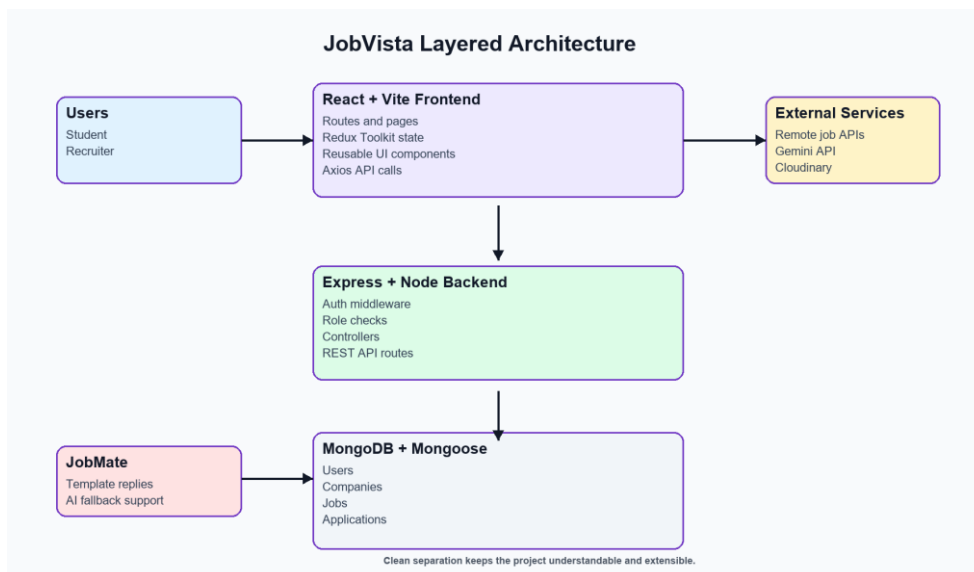 JobVista Layered Architecture
Users
Student
Recruiter
React + Vite Frontend
Routes and pages
Redux Toolkit state
Reusable UI components
Axios API calls
External Services
Remote job APIs
Gemini API
Cloudinary
Express + Node Backend
Auth middleware
Role checks
Controllers
REST API routes
JobMate
Template replies
AI fallback support
MongoDB + Mongoose
Users
Companies
Jobs
Applications
Clean separation keeps the project understandable and extensible.